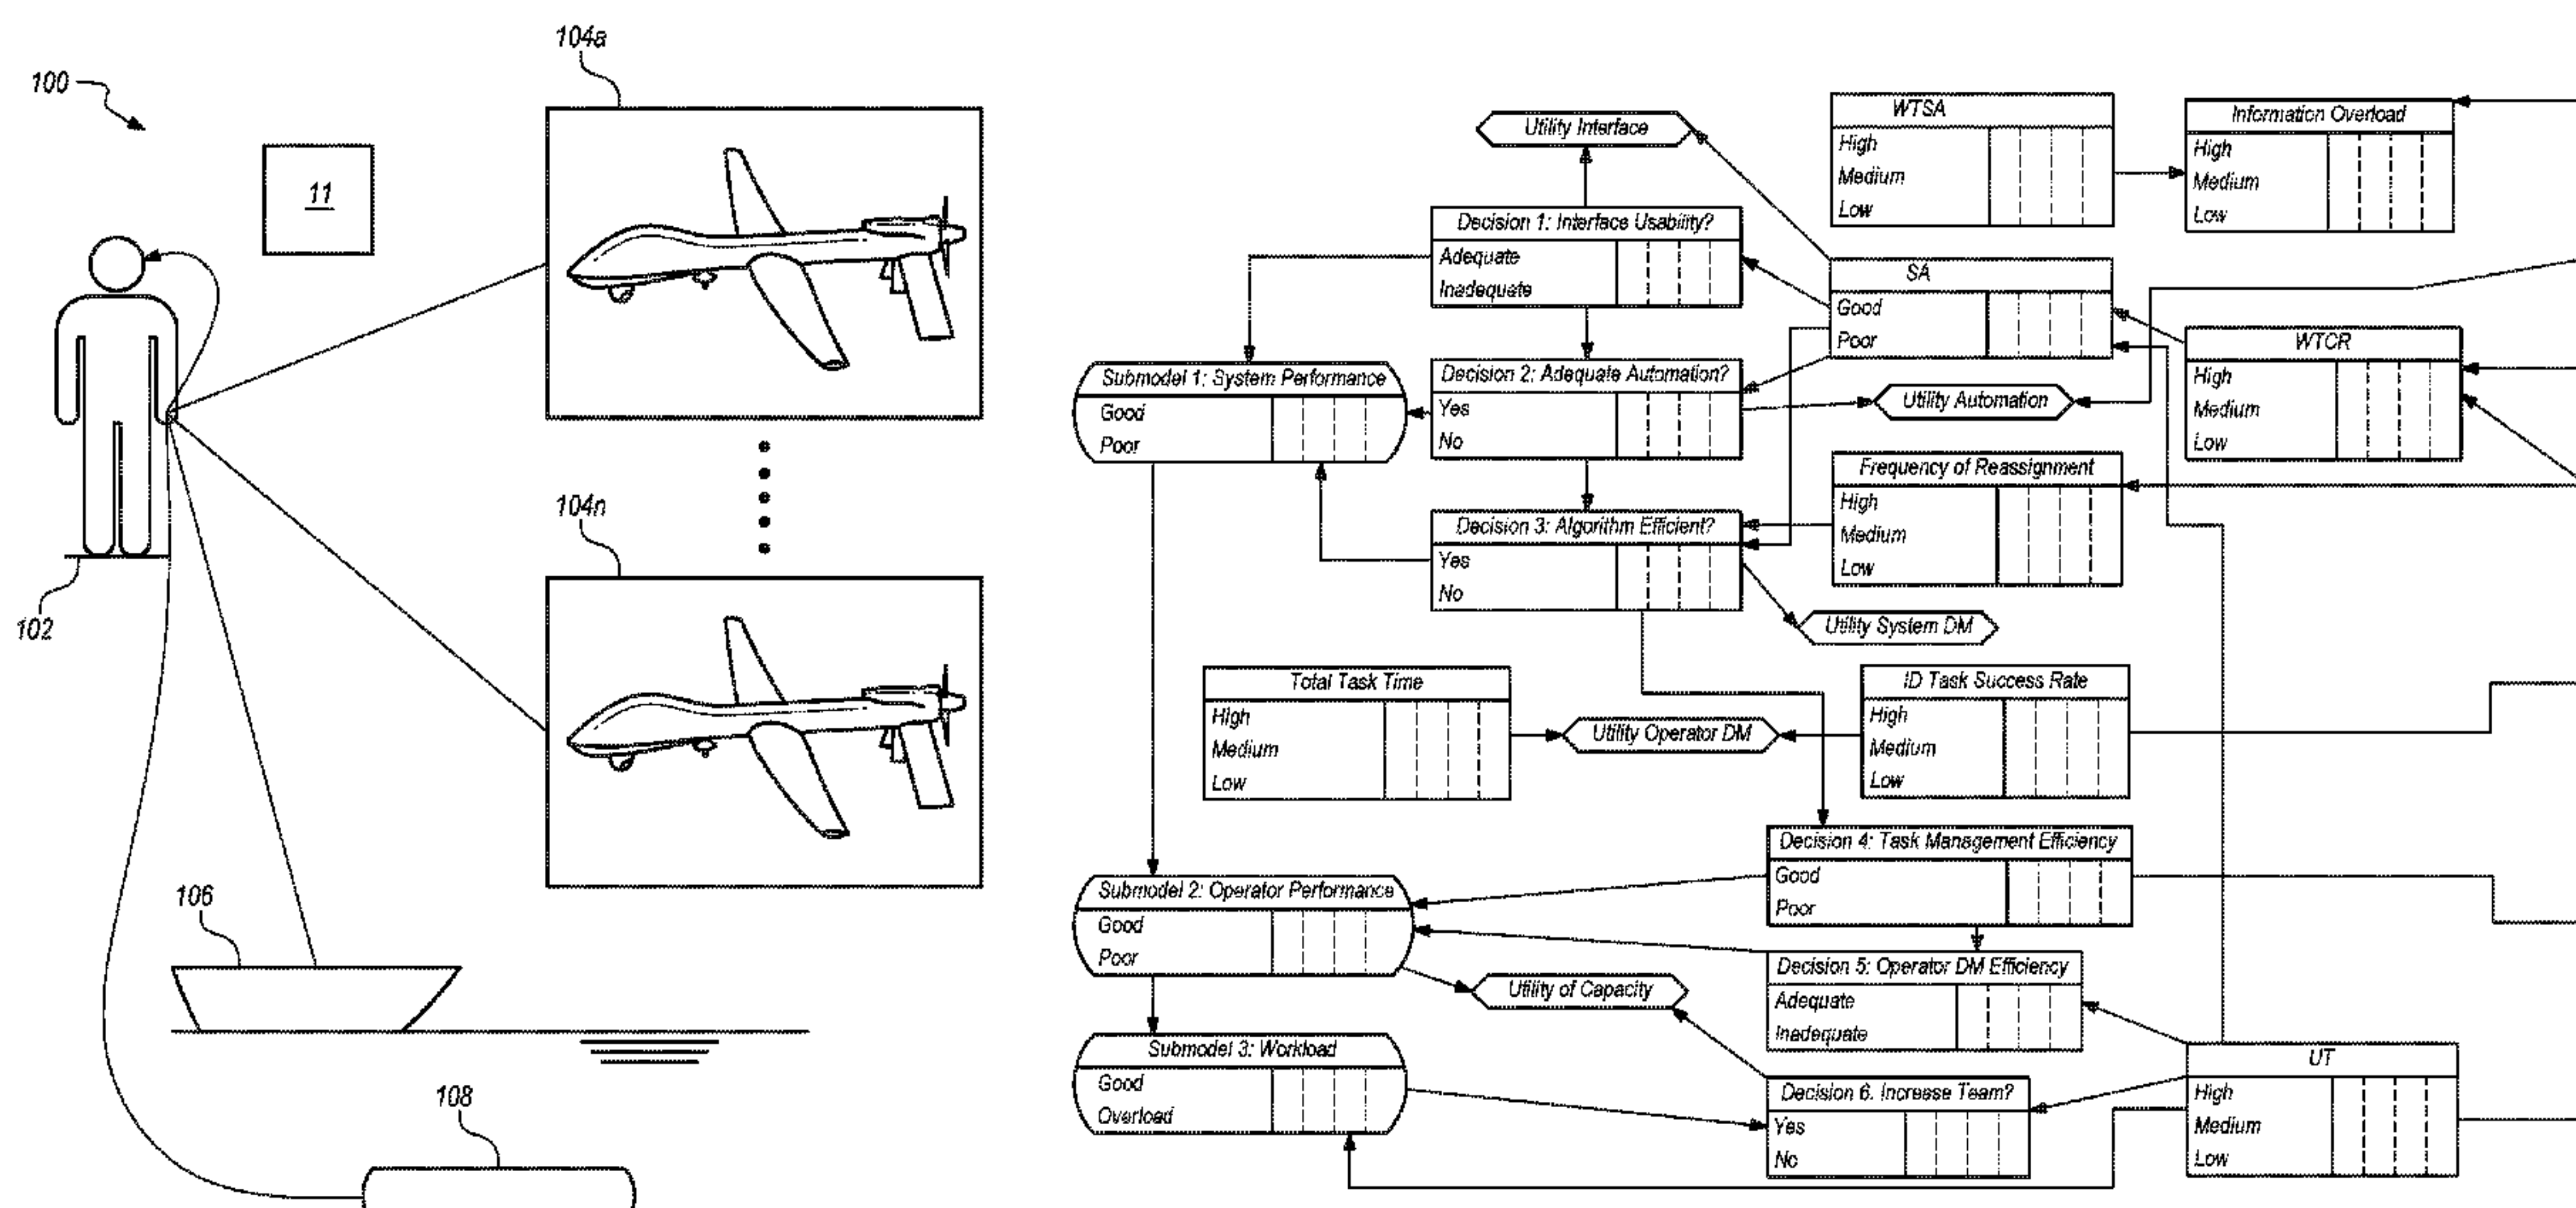 100
104a
11
102
104n
106
108
Utility Interface
WTSA
High
Medium
Low
Information Overload
High
Medium
Low
Decision 1: Interface Usability?
Adequate
Inadequate
SA
Good
Poor
WTCR
High
Medium
Low
Submodel 1: System Performance
Good
Poor
Decision 2: Adequate Automation?
Yes
No
Utility Automation
Frequency of Reassignment
High
Medium
Low
Decision 3: Algorithm Efficient?
Yes
No
Utility System DM
Total Task Time
High
Medium
Low
Utility Operator DM
ID Task Success Rate
High
Medium
Low
Decision 4: Task Management Efficiency
Good
Poor
Submodel 2: Operator Performance
Good
Poor
Decision 5: Operator DM Efficiency
Adequate
Inadequate
Utility of Capacity
Submodel 3: Workload
Good
Overload
Decision 6. Increase Team?
Yes
No
UT
High
Medium
Low